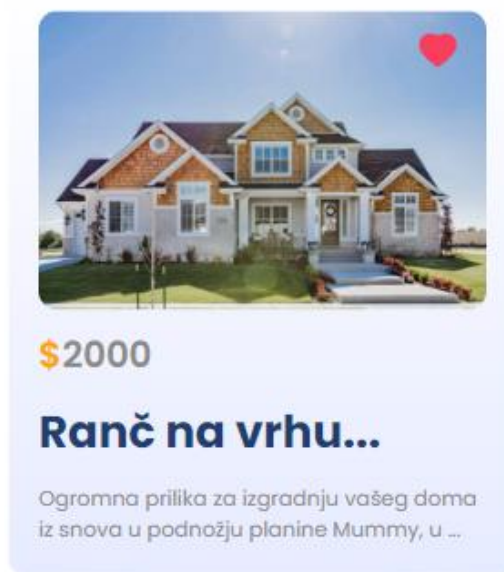 $2000
Ranč na vrhu...
Ogromna prilika za izgradnju vašeg doma
iz snova u podnožju planine Mummy, u ...